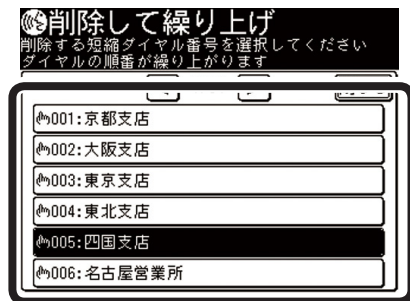 削除して繰り上げ
削除する短縮ダイヤル番号を選択してください
ダイヤルの順番が繰り上がります
001:京都支店
002:大阪支店
003:東京支店
004:東北支店
005:四国支店
006:名古屋営業所